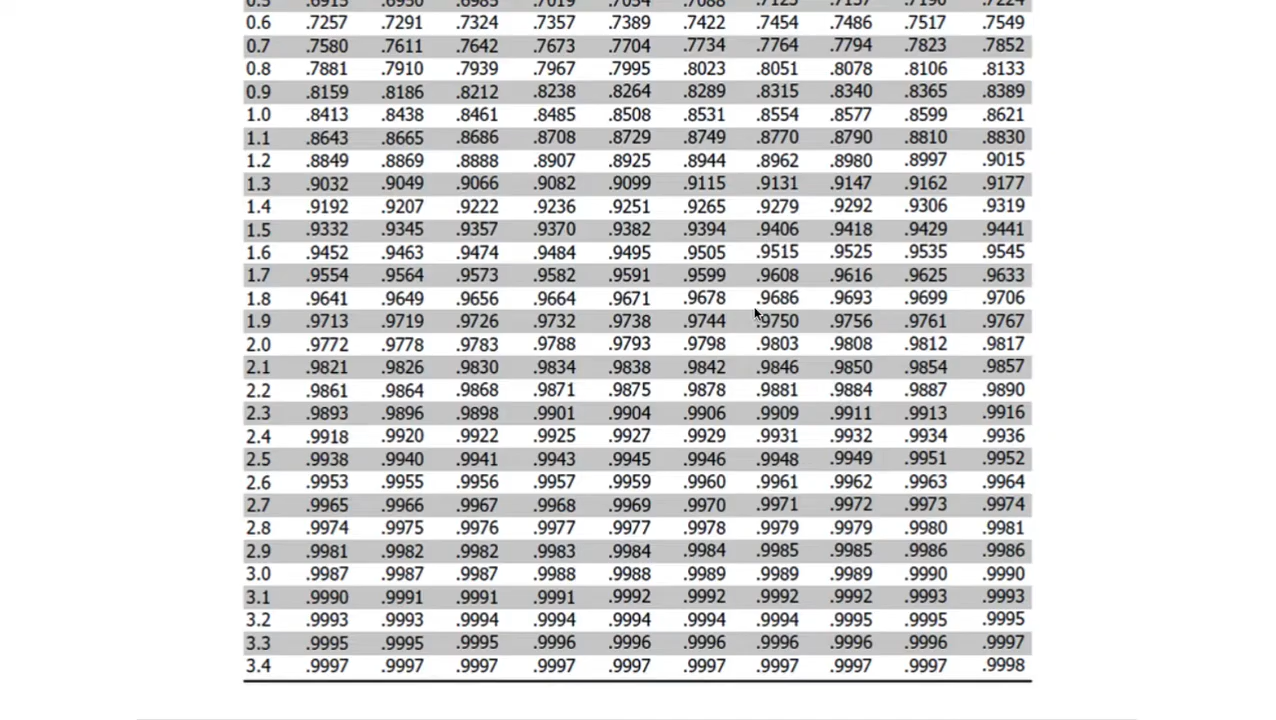 0.6 .7257 .7291 .7324 .7357 .7389 .7422 .7454 .7486 .7517 .7549
0.7 .7580 .7611 .7642 .7673 .7704 .7734 .7764 .7794 .7823 .7852
0.8 .7881 .7910 .7939 .7967 .7995 .8023 .8051 .8078 .8106 .8133
0.9 .8159 .8186 .8212 .8238 .8264 .8289 .8315 .8340 .8365 .8389
1.0 .8413 .8438 .8461 .8485 .8508 .8531 .8554 .8577 .8599 .8621
1.1 .8643 .8665 .8686 .8708 .8729 .8749 .8770 .8790 .8810 .8830
1.2 .8849 .8869 .8888 .8907 .8925 .8944 .8962 .8980 .8997 .9015
1.3 .9032 .9049 .9066 .9082 .9099 .9115 .9131 .9147 .9162 .9177
1.4 .9192 .9207 .9222 .9236 .9251 .9265 .9279 .9292 .9306 .9319
1.5 .9332 .9345 .9357 .9370 .9382 .9394 .9406 .9418 .9429 .9441
1.6 .9452 .9463 .9474 .9484 .9495 .9505 .9515 .9525 .9535 .9545
1.7 .9554 .9564 .9573 .9582 .9591 .9599 .9608 .9616 .9625 .9633
1.8 .9641 .9649 .9656 .9664 .9671 .9678 .9686 .9693 .9699 .9706
1.9 .9713 .9719 .9726 .9732 .9738 .9744 .9750 .9756 .9761 .9767
2.0 .9772 .9778 .9783 .9788 .9793 .9798 .9803 .9808 .9812 .9817
2.1 .9821 .9826 .9830 .9834 .9838 .9842 .9846 .9850 .9854 .9857
2.2 .9861 .9864 .9868 .9871 .9875 .9878 .9881 .9884 .9887 .9890
2.3 .9893 .9896 .9898 .9901 .9904 .9906 .9909 .9911 .9913 .9916
2.4 .9918 .9920 .9922 .9925 .9927 .9929 .9931 .9932 .9934 .9936
2.5 .9938 .9940 .9941 .9943 .9945 .9946 .9948 .9949 .9951 .9952
2.6 .9953 .9955 .9956 .9957 .9959 .9960 .9961 .9962 .9963 .9964
2.7 .9965 .9966 .9967 .9968 .9969 .9970 .9971 .9972 .9973 .9974
2.8 .9974 .9975 .9976 .9977 .9977 .9978 .9979 .9979 .9980 .9981
2.9 .9981 .9982 .9982 .9983 .9984 .9984 .9985 .9985 .9986 .9986
3.0 .9987 .9987 .9987 .9988 .9988 .9989 .9989 .9989 .9990 .9990
3.1 .9990 .9991 .9991 .9991 .9992 .9992 .9992 .9992 .9993 .9993
3.2 .9993 .9993 .9994 .9994 .9994 .9994 .9994 .9995 .9995 .9995
3.3 .9995 .9995 .9995 .9996 .9996 .9996 .9996 .9996 .9996 .9997
3.4 .9997 .9997 .9997 .9997 .9997 .9997 .9997 .9997 .9997 .9998